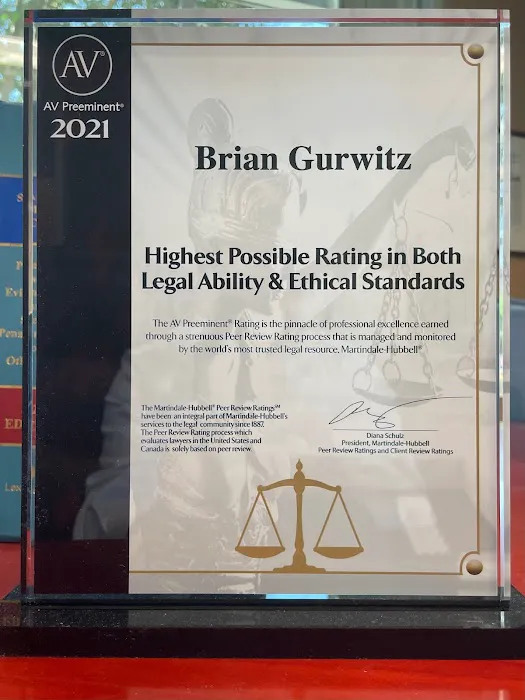 AV®
AV Preeminent®
2021
Brian Gurwitz
Highest Possible Rating in Both
Legal Ability & Ethical Standards
The AV Preeminent® Rating is the pinnacle of professional excellence earned
through a strenuous Peer Review Rating process that is managed and monitored
by the world's most trusted legal resource, Martindale-Hubbell®
The Martindale-Hubbell® Peer Review Ratings℠
have been an integral part of Martindale-Hubbell's
services to the legal community since 1887.
The Peer Review Rating process which
evaluates lawyers in the United States and
Canada is solely based on peer review.
Diana Schulz
President, Martindale-Hubbell
Peer Review Ratings and Client Review Ratings